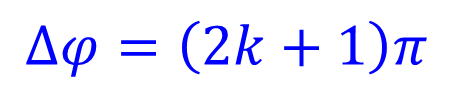 Δφ = (2k + 1)π